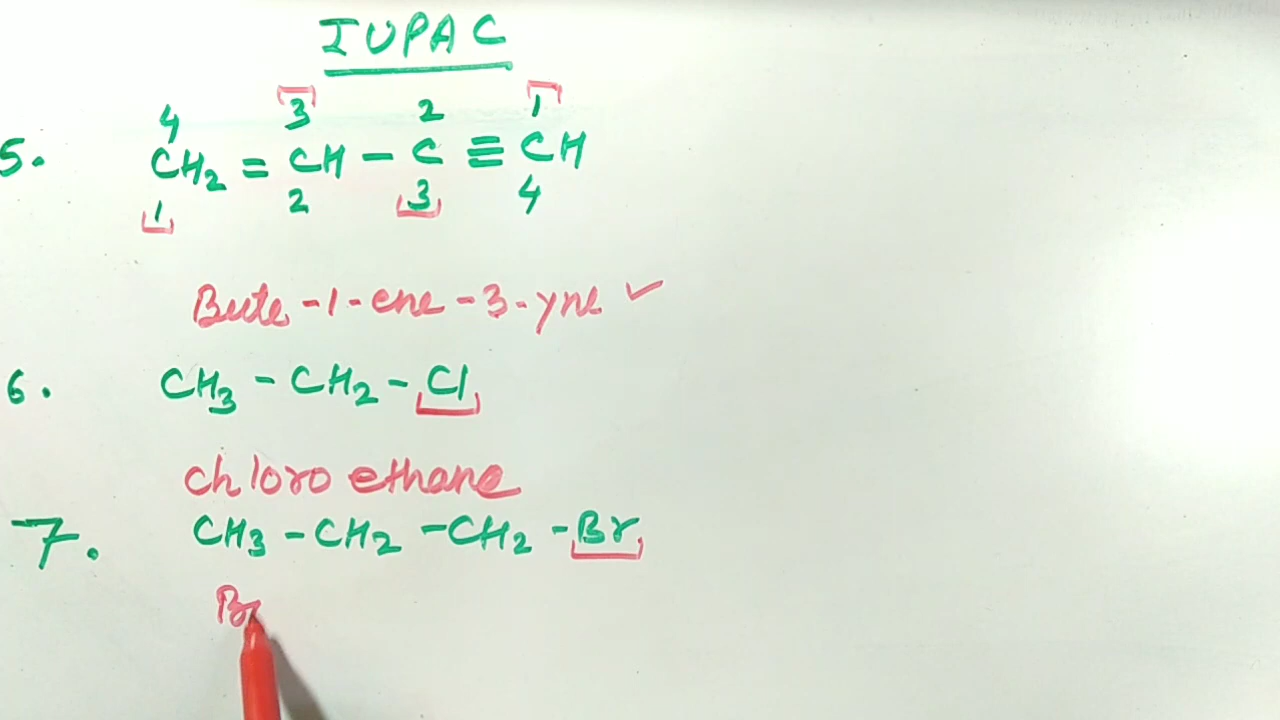 IUPAC
4 3 2 1
5. CH₂ = CH - C ≡ CH
1 2 3 4
Bute-1-ene-3-yne ✓
6. CH₃ - CH₂ - Cl
chloro ethane
7. CH₃ - CH₂ - CH₂ - Br
Br